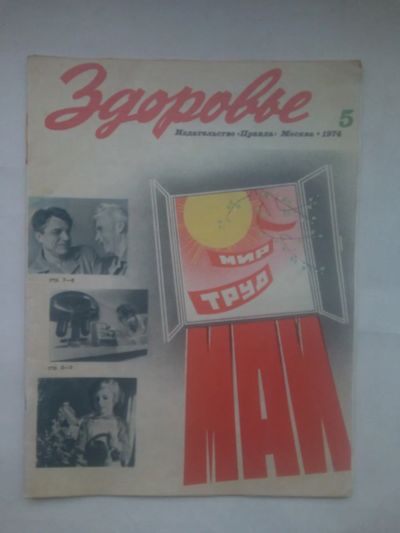 Здоровье
5
Издательство «Правда» Москва • 1974
МИР
ТРУД
МАЙ